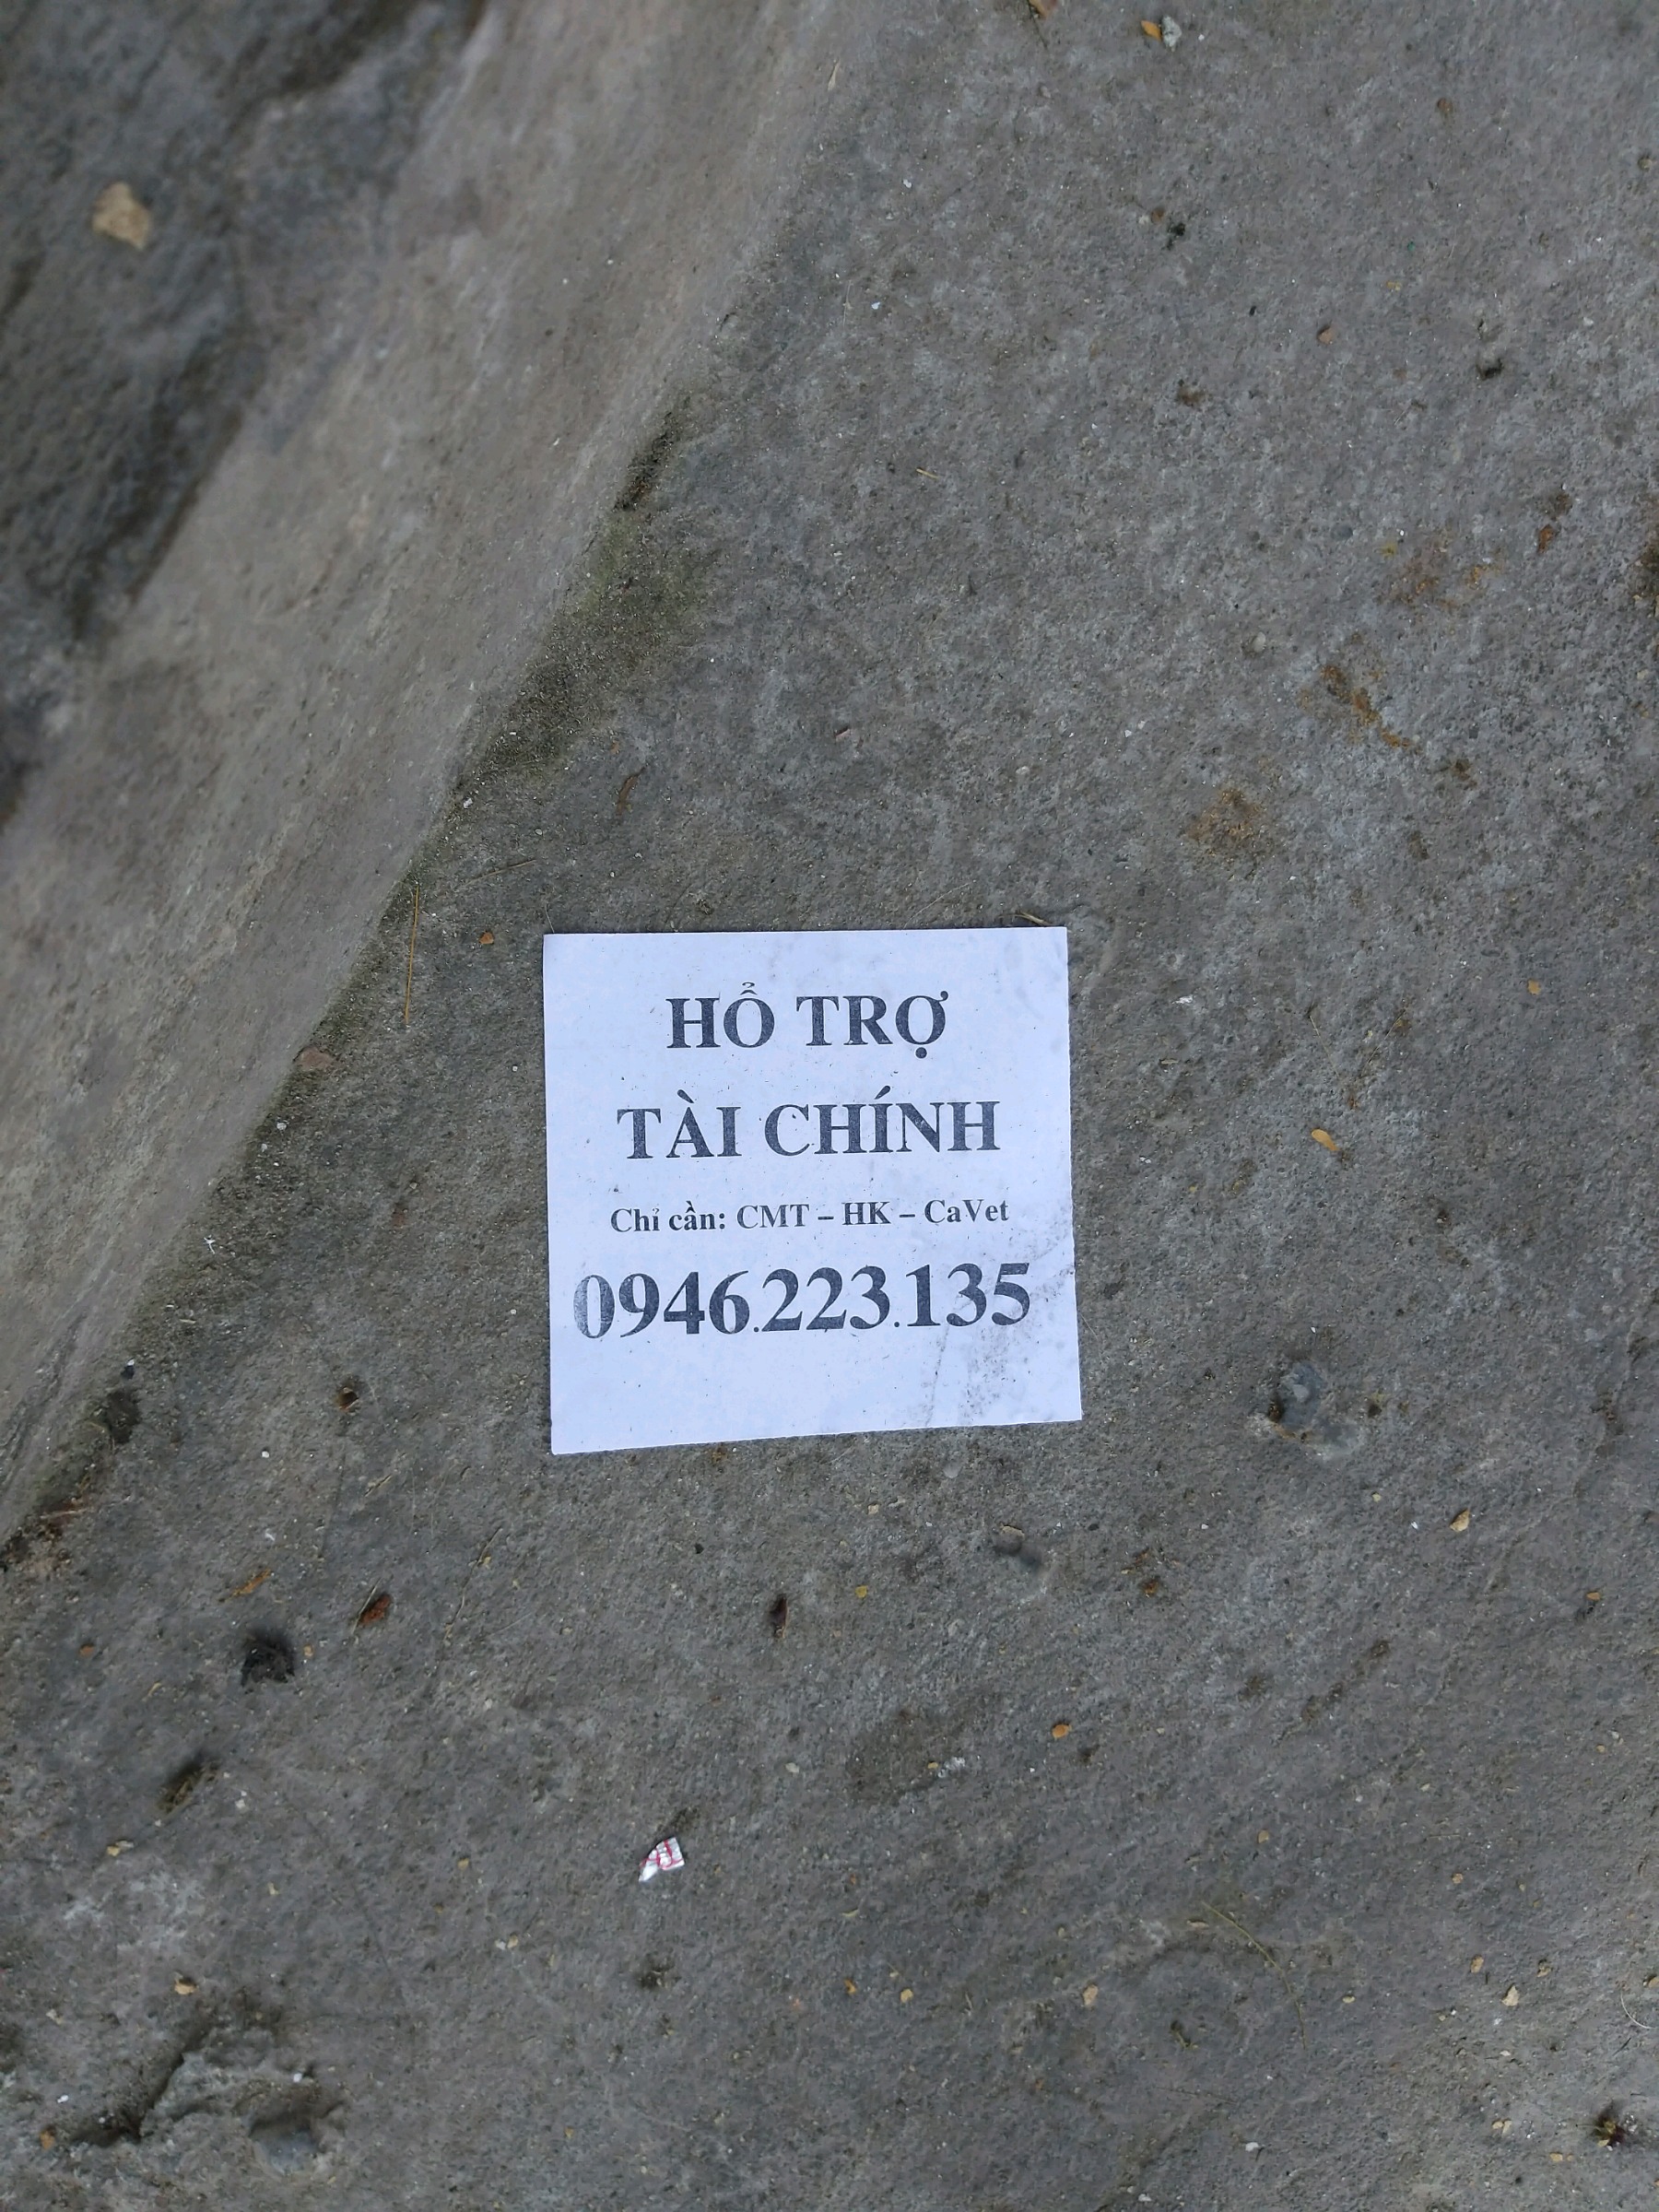 HỔ TRỢ
TÀI CHÍNH
Chỉ cần: CMT – HK – CaVet
0946.223.135